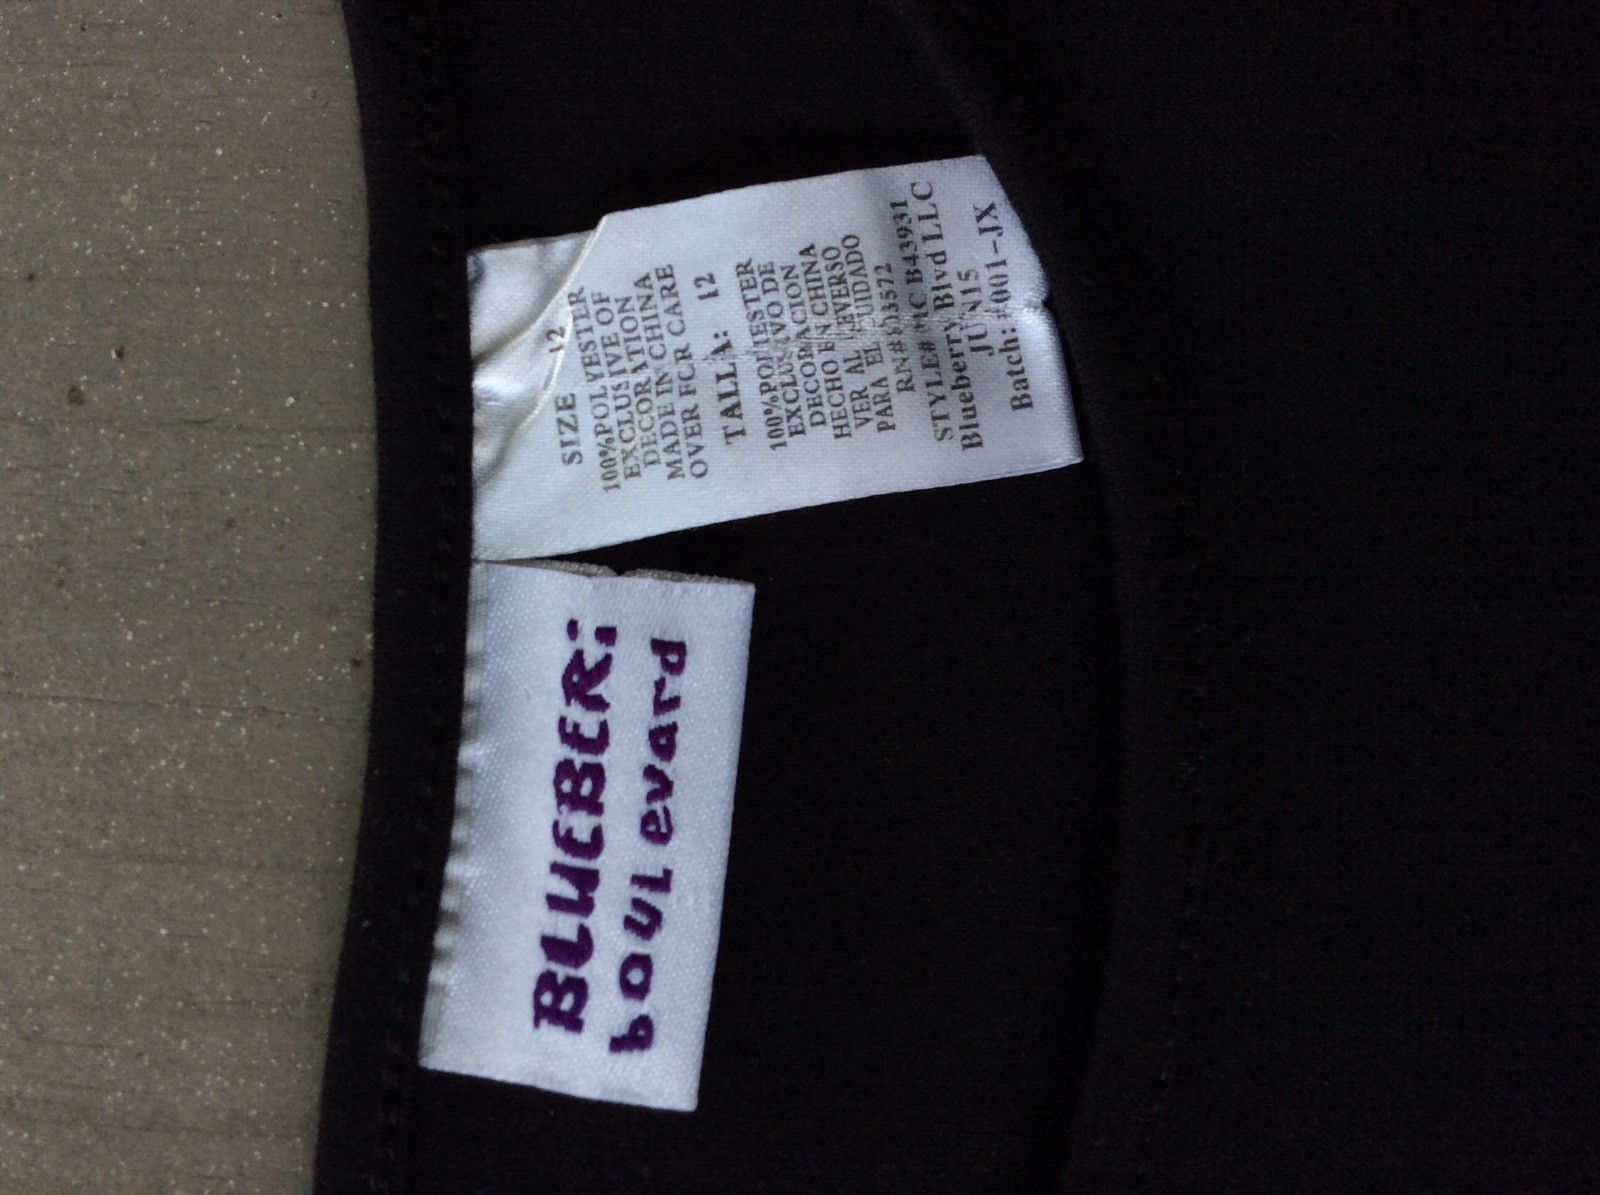 BLUEBERi
boulevard
SIZE 12
100%POLYESTER
EXCLUSIVE OF
DECORATION
MADE IN CHINA
OVER FOR CARE
TALLA: 12
100%POLIESTER
EXCLUSIVO DE
DECORACION
HECHO EN CHINA
VER AL REVERSO
PARA EL CUIDADO
STYLE# B43931
Blueberry Blvd LLC
JUN15
Batch: #001-JX